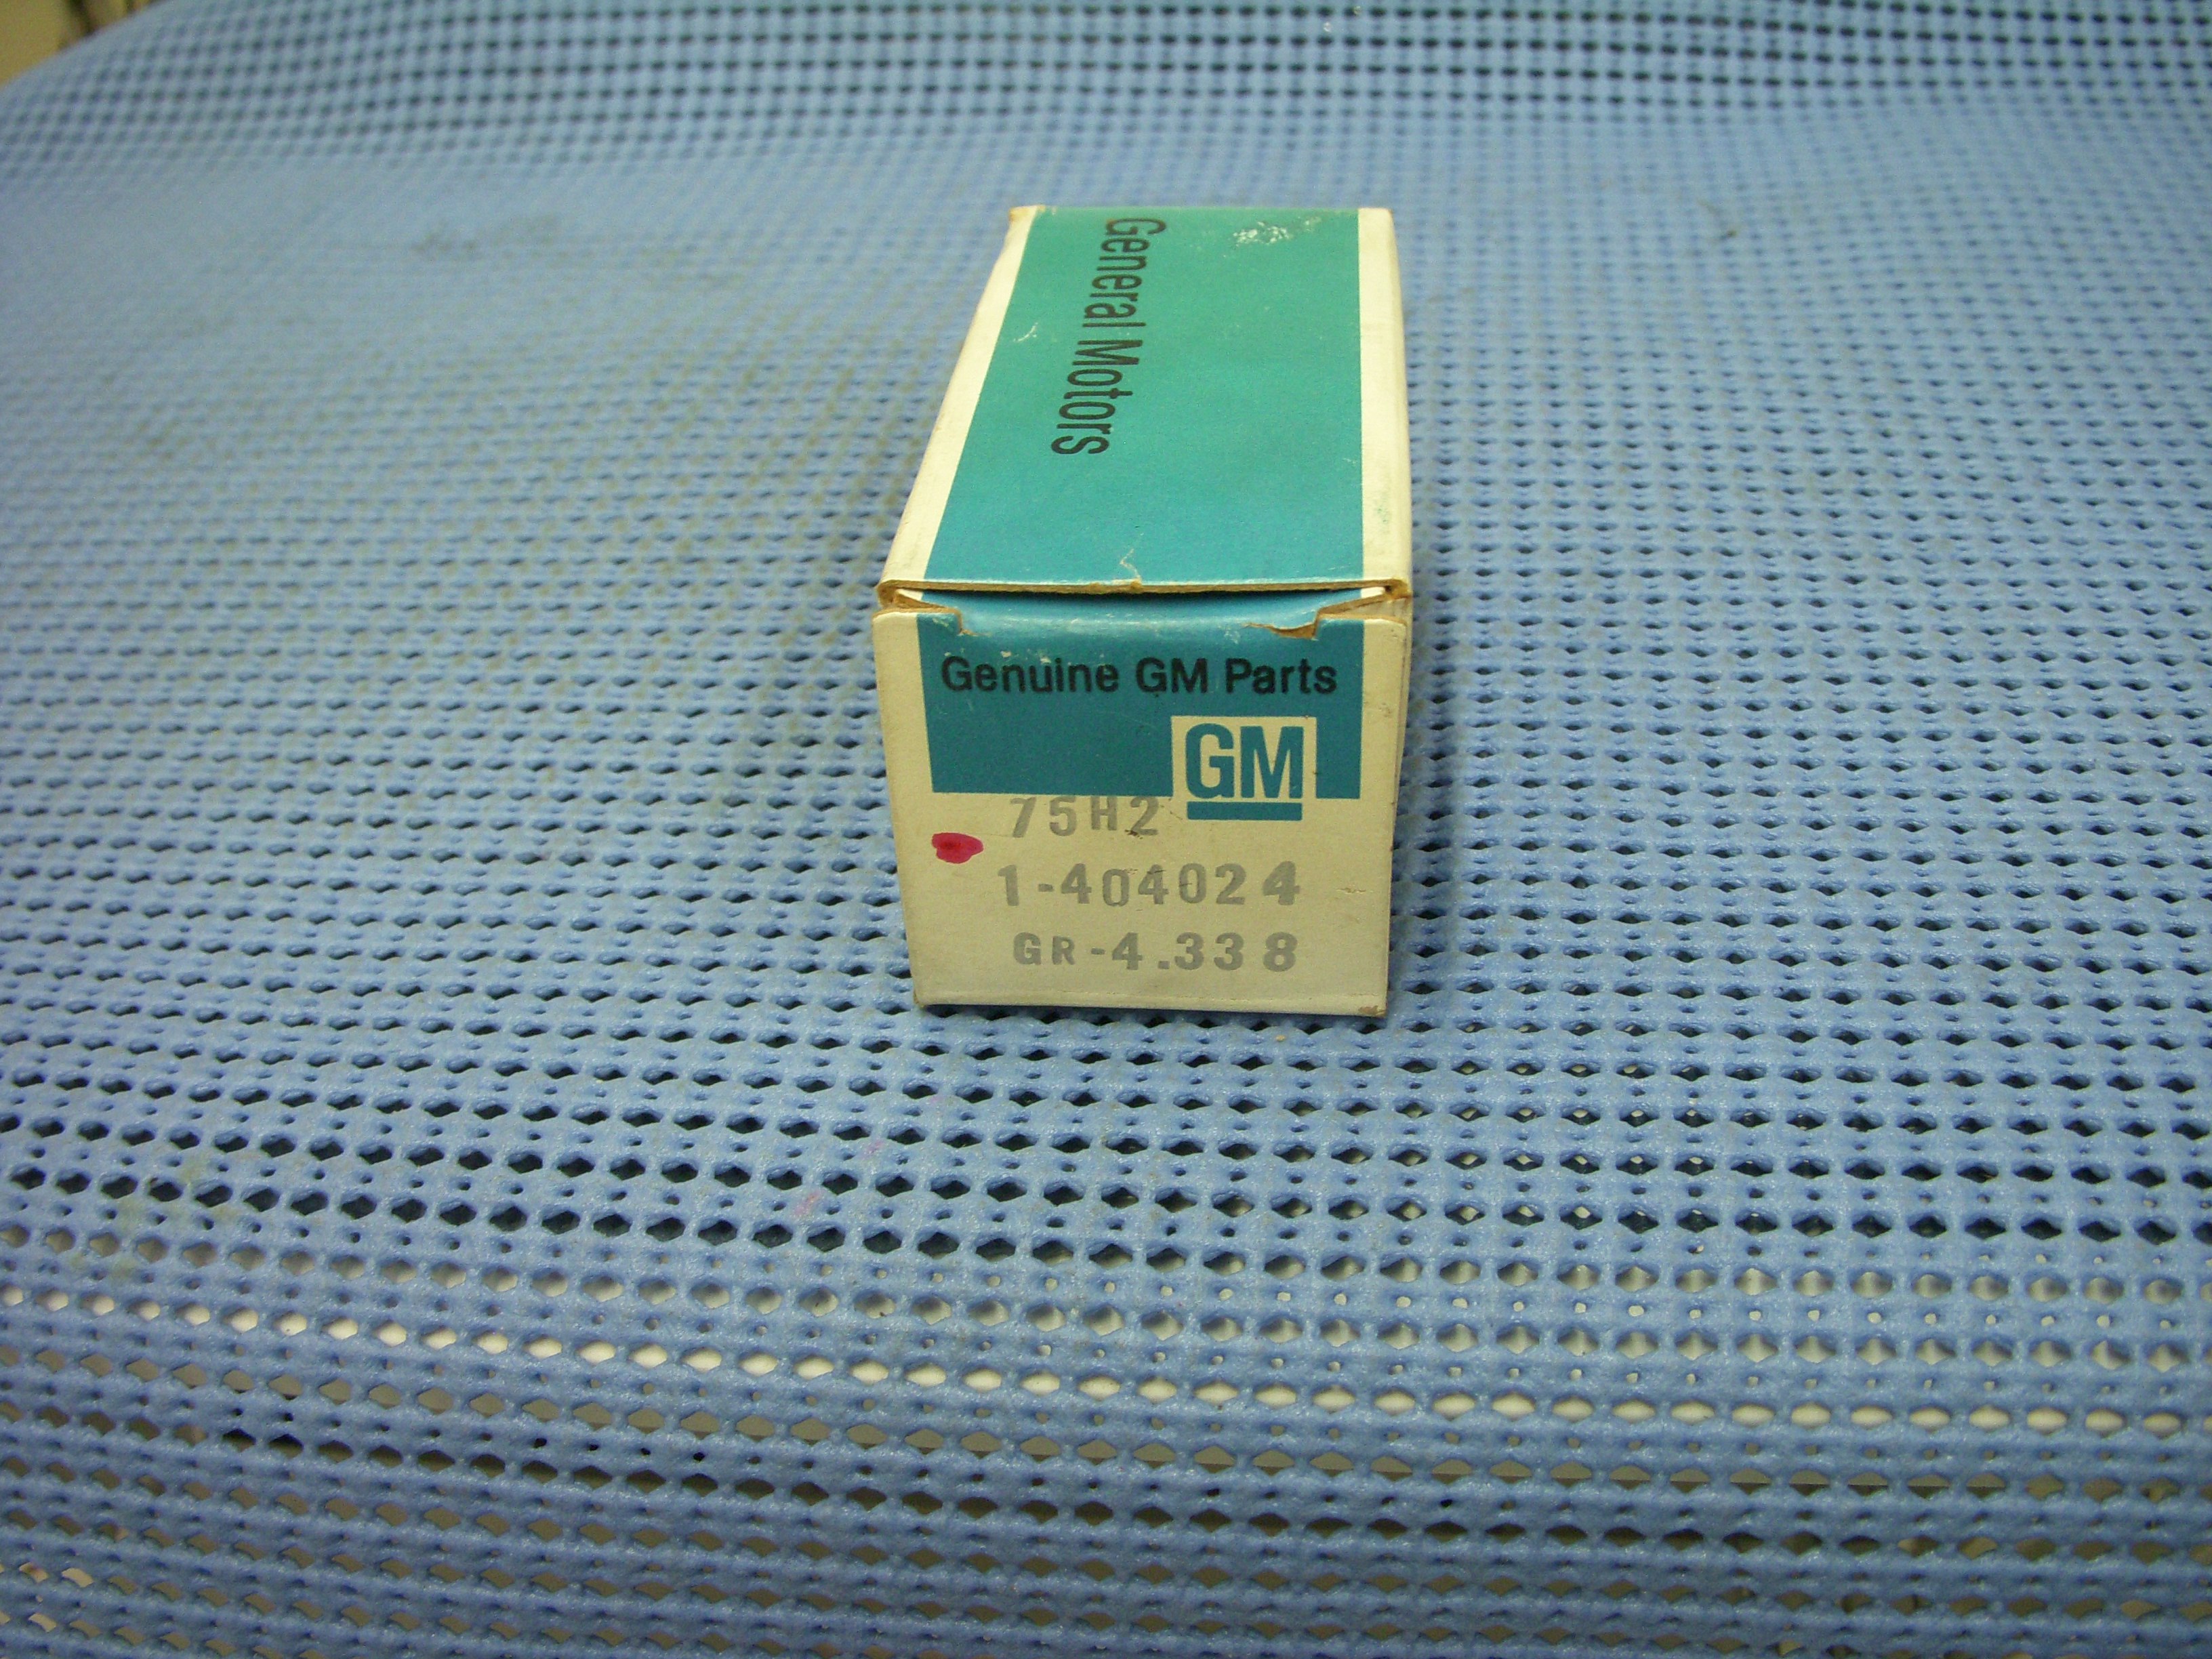 General Motors
Genuine GM Parts
GM
75H2
1-404024
GR-4.338